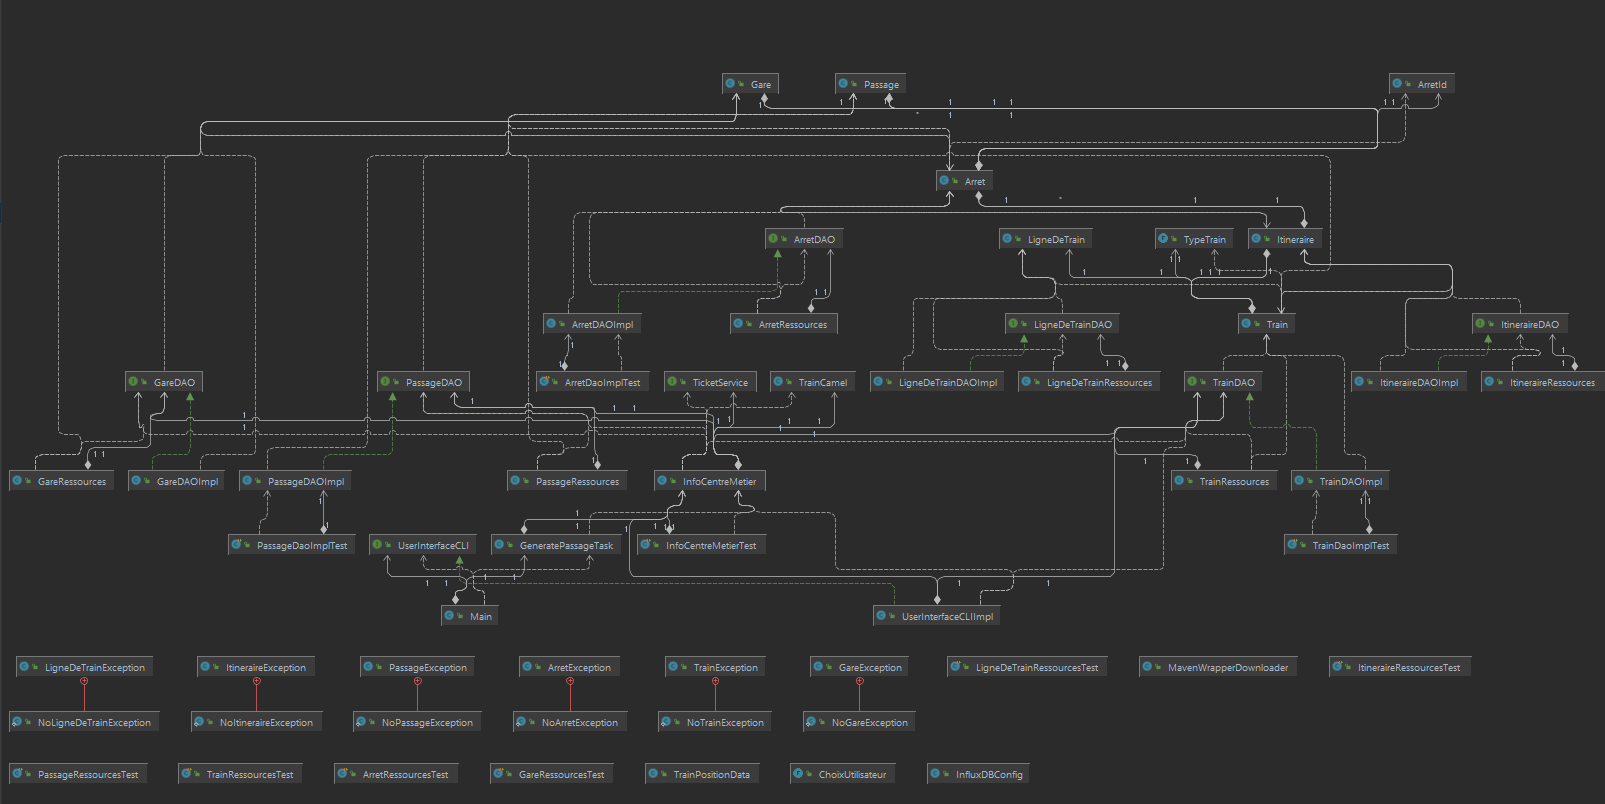 Gare
Passage
ArretId
Arret
ArretDAO
LigneDeTrain
TypeTrain
Itineraire
ArretDAOImpl
ArretRessources
LigneDeTrainDAO
Train
ItineraireDAO
GareDAO
PassageDAO
ArretDaoImplTest
TicketService
TrainCamel
LigneDeTrainDAOImpl
LigneDeTrainRessources
TrainDAO
ItineraireDAOImpl
ItineraireRessources
GareRessources
GareDAOImpl
PassageDAOImpl
PassageRessources
InfoCentreMetier
TrainRessources
TrainDAOImpl
PassageDaoImplTest
UserInterfaceCLI
GeneratePassageTask
InfoCentreMetierTest
TrainDaoImplTest
Main
UserInterfaceCLIImpl
LigneDeTrainException
ItineraireException
PassageException
ArretException
TrainException
GareException
LigneDeTrainRessourcesTest
MavenWrapperDownloader
ItineraireRessourcesTest
NoLigneDeTrainException
NoItineraireException
NoPassageException
NoArretException
NoTrainException
NoGareException
PassageRessourcesTest
TrainRessourcesTest
ArretRessourcesTest
GareRessourcesTest
TrainPositionData
ChoixUtilisateur
InfluxDBConfig